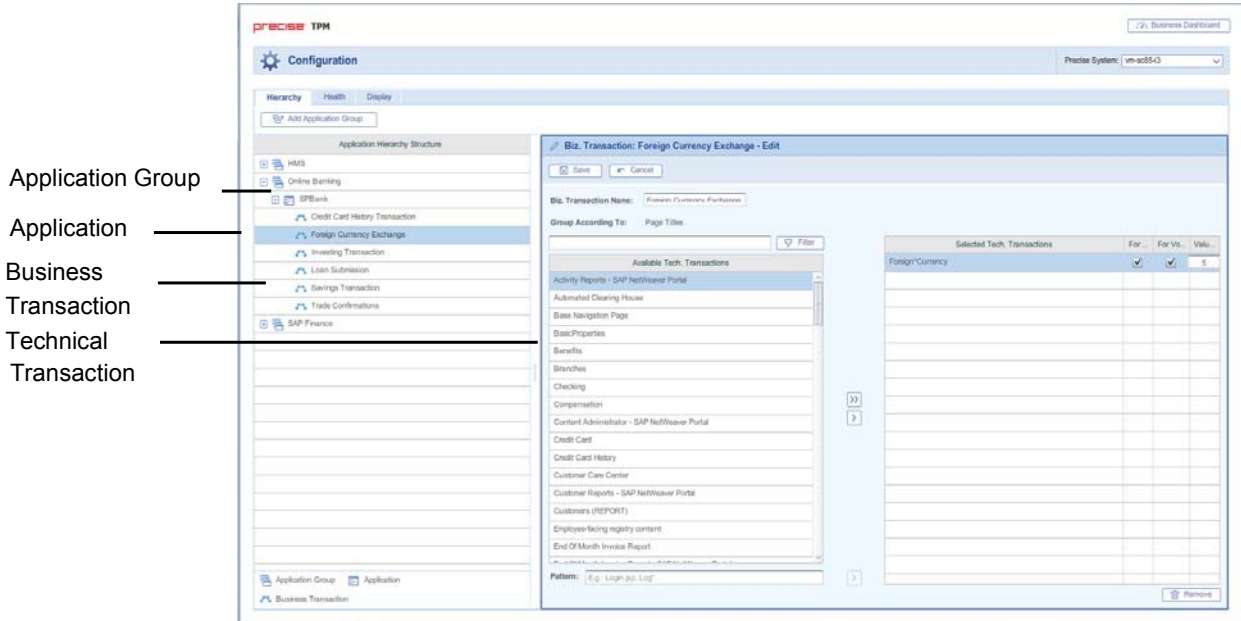 precise TPM
Business Dashboard
Configuration
Precise System: vm-sc85-i3
Hierarchy Health Display
Add Application Group
Application Hierarchy Structure
HMS
Online Banking
SPBank
Credit Card History Transaction
Foreign Currency Exchange
Investing Transaction
Loan Submission
Savings Transaction
Trade Confirmations
SAP Finance
Application Group Application
Business Transaction
Application Group
Application
Business
Transaction
Technical
Transaction
Biz. Transaction: Foreign Currency Exchange - Edit
Save Cancel
Biz. Transaction Name: Foreign Currency Exchange
Group According To: Page Titles
Filter
Available Tech. Transactions
Activity Reports - SAP NetWeaver Portal
Automated Clearing House
Base Navigation Page
BasicProperties
Benefits
Branches
Checking
Compensation
Content Administrator - SAP NetWeaver Portal
Credit Card
Credit Card History
Customer Care Center
Customer Reports - SAP NetWeaver Portal
Customers (REPORT)
Employee-facing registry content
End Of Month Invoice Report
Pattern: E.g.: Login.jsp, Log*.
Selected Tech. Transactions For ... For Vo... Valu...
Foreign*Currency 5
Remove